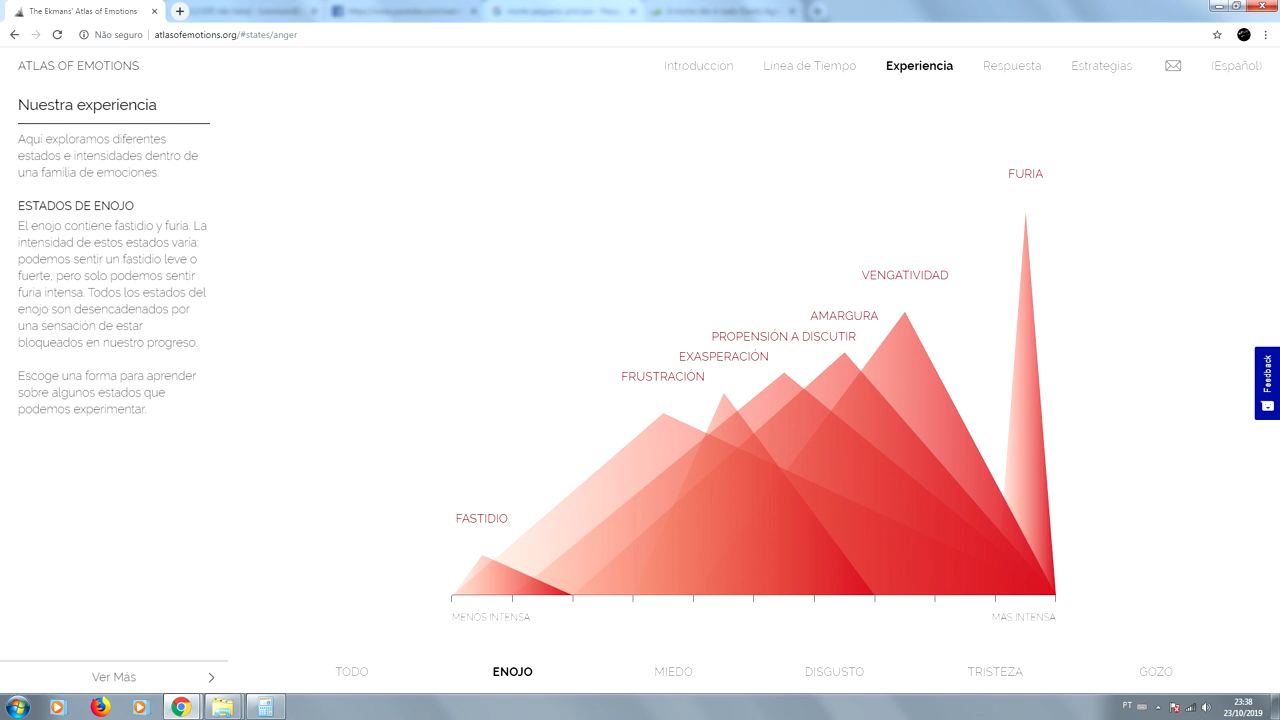 The Ekmans' Atlas of Emotions
Não seguro
atlasofemotions.org/#states/anger
ATLAS OF EMOTIONS
Introducción
Línea de Tiempo
Experiencia
Respuesta
Estrategias
(Español)
Nuestra experiencia
Aquí exploramos diferentes
estados e intensidades dentro de
una familia de emociones.
ESTADOS DE ENOJO
El enojo contiene fastidio y furia. La
intensidad de estos estados varía:
podemos sentir un fastidio leve o
fuerte, pero solo podemos sentir
furia intensa. Todos los estados del
enojo son desencadenados por
una sensación de estar
bloqueados en nuestro progreso.
Escoge una forma para aprender
sobre algunos estados que
podemos experimentar.
FURIA
VENGATIVIDAD
AMARGURA
PROPENSIÓN A DISCUTIR
EXASPERACIÓN
FRUSTRACIÓN
FASTIDIO
MENOS INTENSA
MÁS INTENSA
Feedback
Ver Más
TODO
ENOJO
MIEDO
DISGUSTO
TRISTEZA
GOZO
PT
23:38
23/10/2019